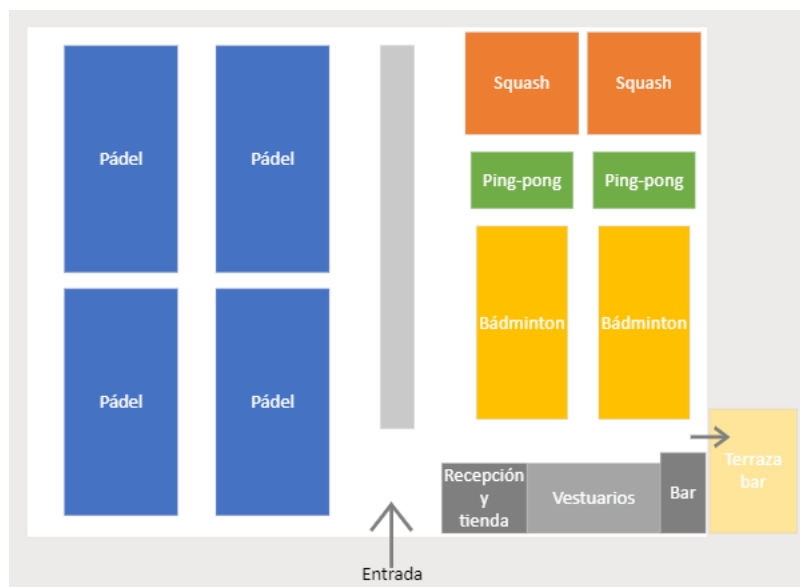 Squash
Squash
Pádel
Pádel
Ping-pong
Ping-pong
Bádminton
Bádminton
Pádel
Pádel
Recepción
y
tienda
Vestuarios
Bar
Terraza
bar
Entrada